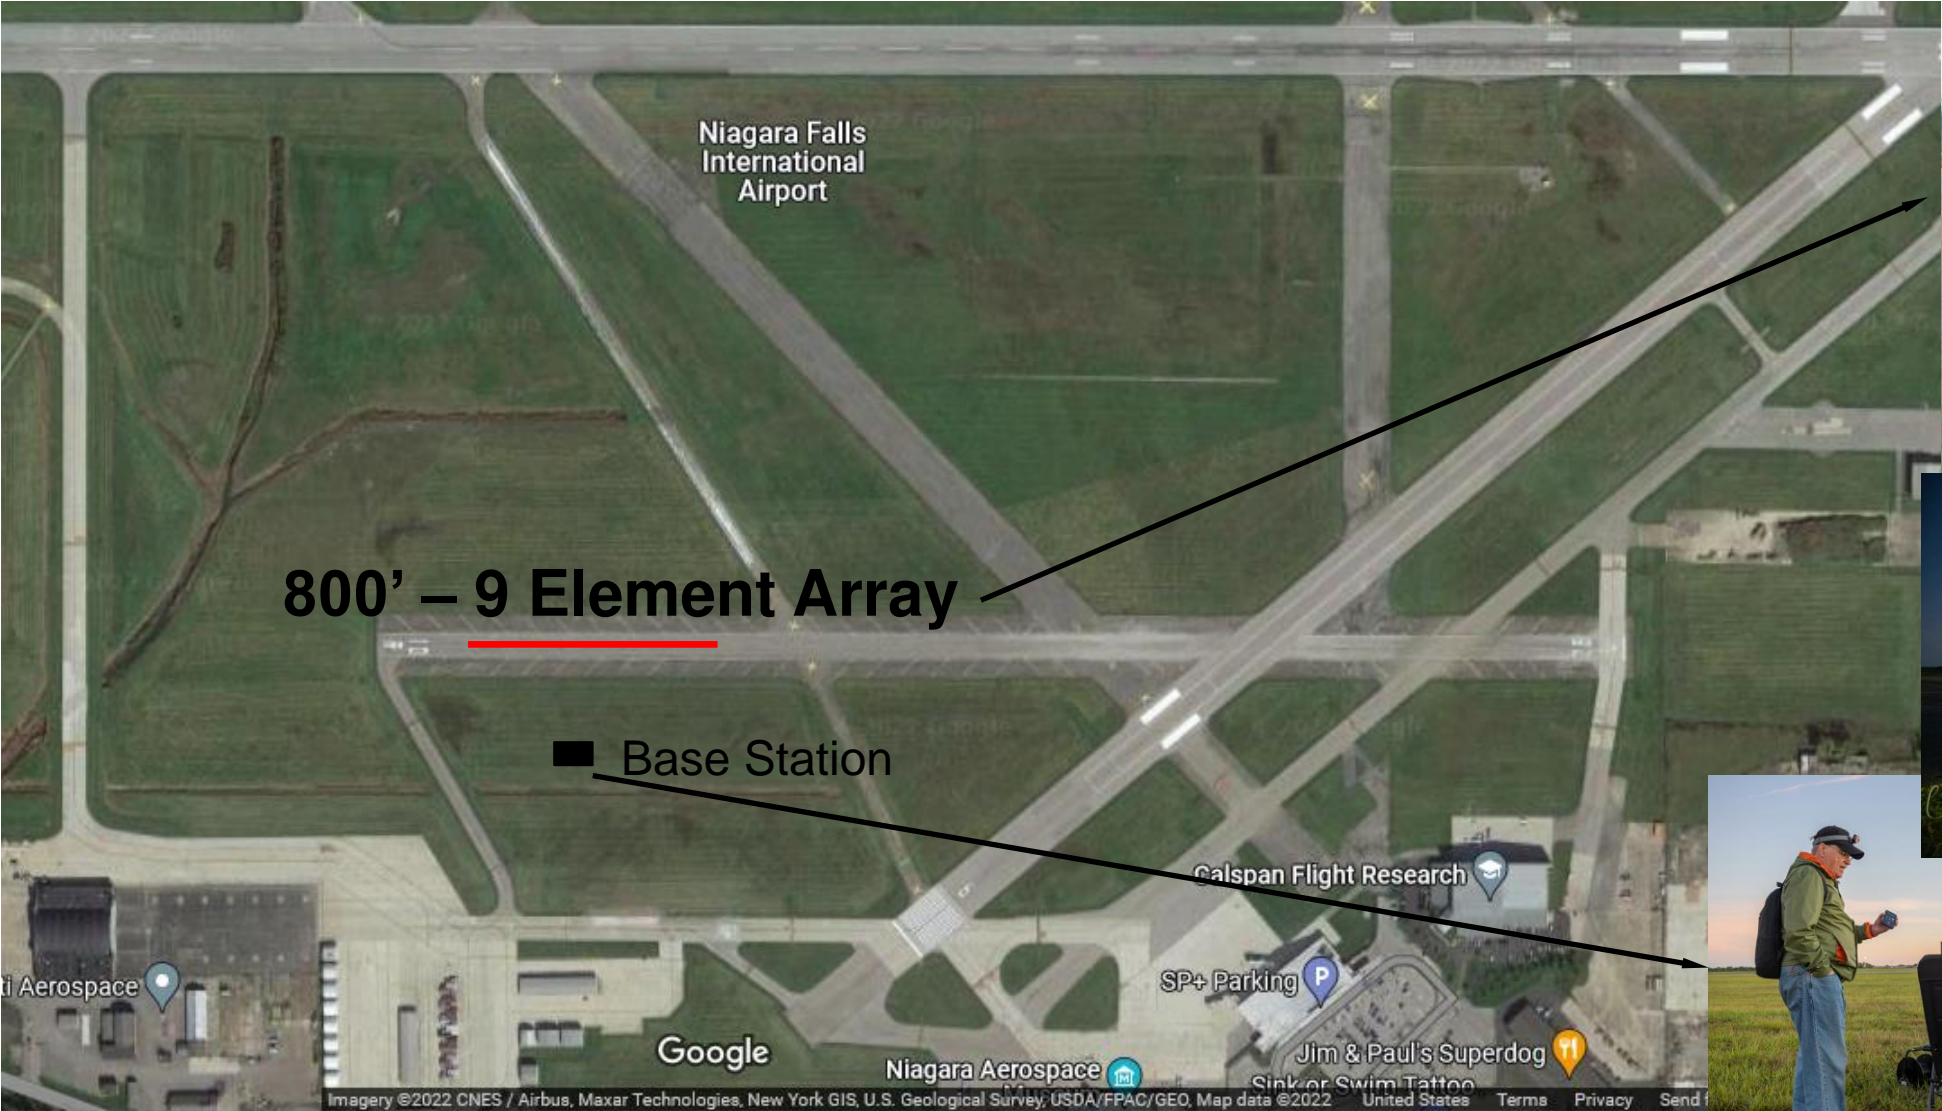 Niagara Falls
International
Airport
800’ – 9 Element Array
Base Station
Calspan Flight Research
ti Aerospace
SP+ Parking
Google
Jim & Paul's Superdog
Niagara Aerospace
Sink or Swim Tattoo
Imagery ©2022 CNES / Airbus, Maxar Technologies, New York GIS, U.S. Geological Survey, USDA/FPAC/GEO, Map data ©2022 United States Terms Privacy Send